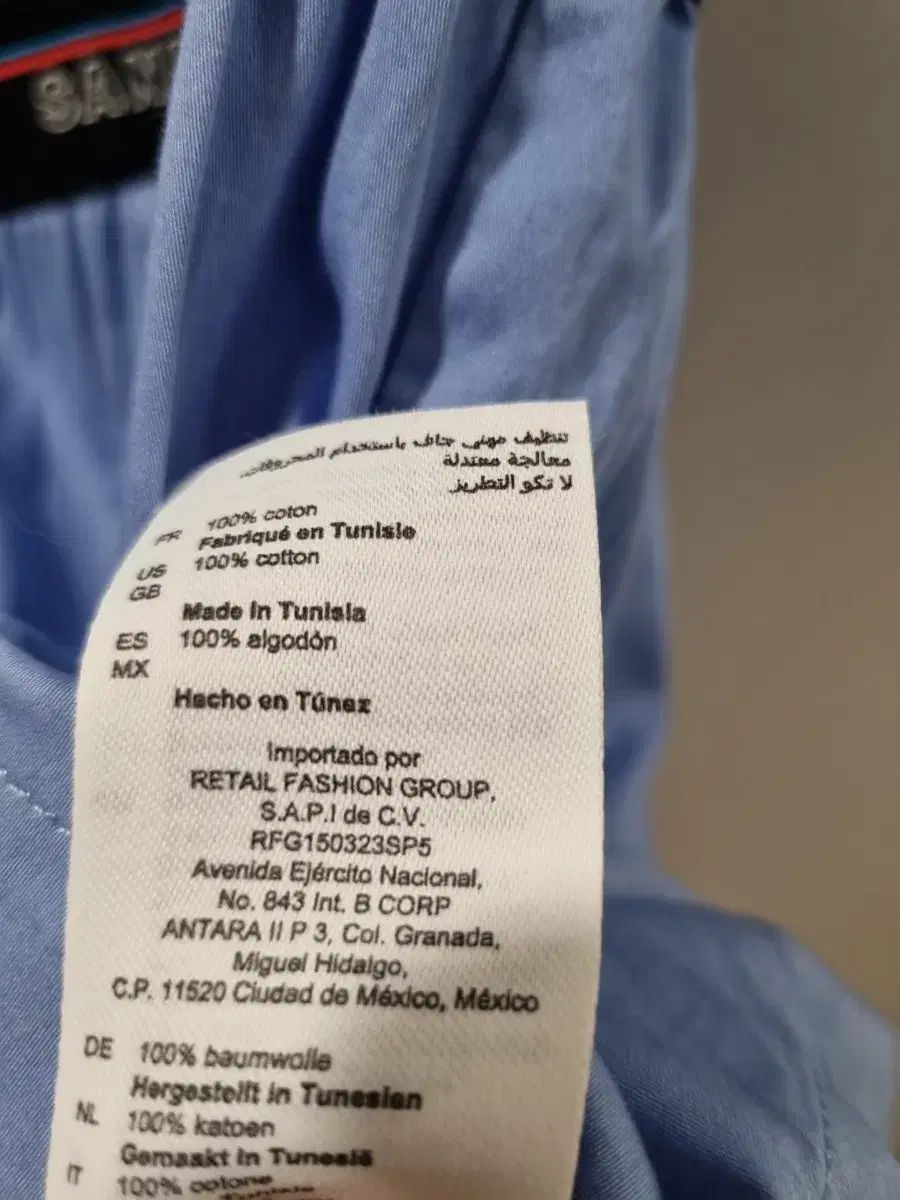 SAN
تنظيف مهني جاف باستخدام المحروقات.
معالجة معتدلة
لا تكو التطريز
FR 100% coton
Fabriqué en Tunisie
US 100% cotton
GB
Made in Tunisia
ES 100% algodón
MX
Hecho en Túnez
Importado por
RETAIL FASHION GROUP,
S.A.P.I de C.V.
RFG150323SP5
Avenida Ejército Nacional,
No. 843 Int. B CORP
ANTARA II P 3, Col. Granada,
Miguel Hidalgo,
C.P. 11520 Ciudad de México, México
DE 100% baumwolle
Hergestellt in Tunesien
NL 100% katoen
Gemaakt in Tunesië
IT 100% cotone